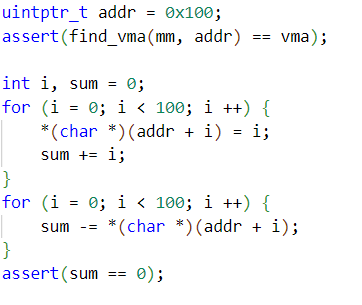 uintptr_t addr = 0x100;
assert(find_vma(mm, addr) == vma);

int i, sum = 0;
for (i = 0; i < 100; i ++) {
    *(char *)(addr + i) = i;
    sum += i;
}
for (i = 0; i < 100; i ++) {
    sum -= *(char *)(addr + i);
}
assert(sum == 0);